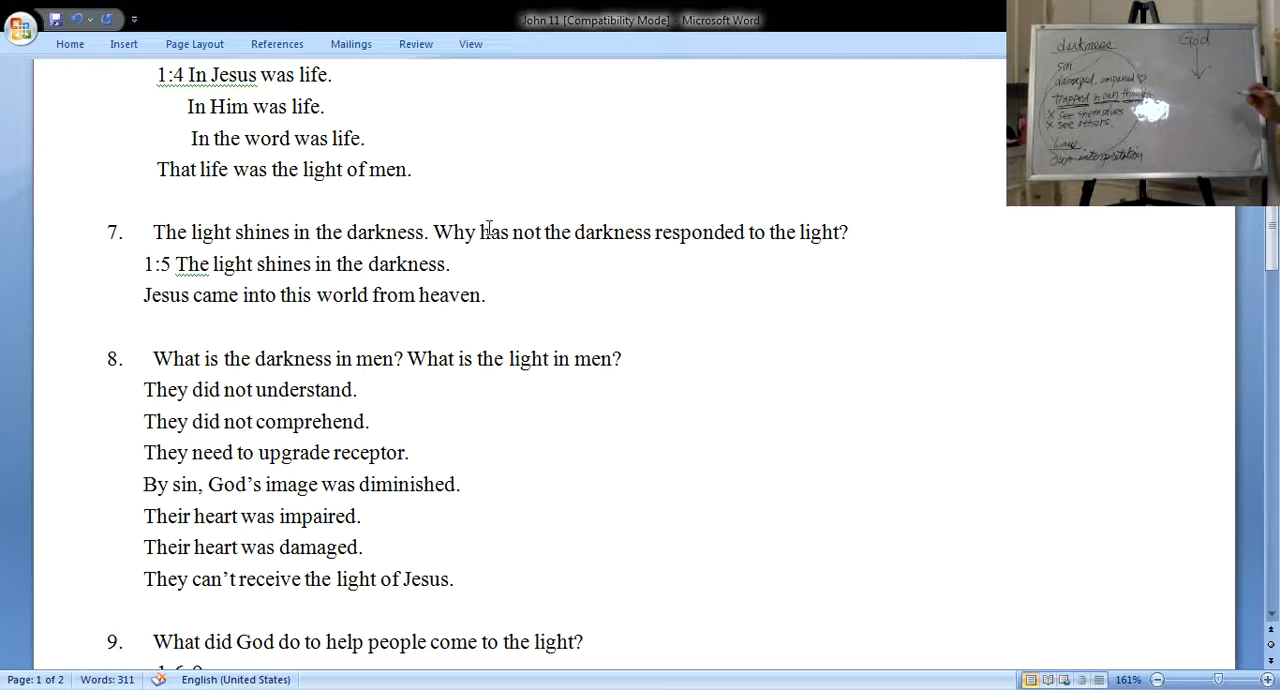 John 11 [Compatibility Mode] - Microsoft Word
Home Insert Page Layout References Mailings Review View
1:4 In Jesus was life.
In Him was life.
In the word was life.
That life was the light of men.
7. The light shines in the darkness. Why has not the darkness responded to the light?
1:5 The light shines in the darkness.
Jesus came into this world from heaven.
8. What is the darkness in men? What is the light in men?
They did not understand.
They did not comprehend.
They need to upgrade receptor.
By sin, God's image was diminished.
Their heart was impaired.
Their heart was damaged.
They can't receive the light of Jesus.
9. What did God do to help people come to the light?
Page: 1 of 2 Words: 311 English (United States) 161%
darkness God
sin
damaged, impaired ♡
trapped in own
x see themselves
x see others
Law
own interpretation